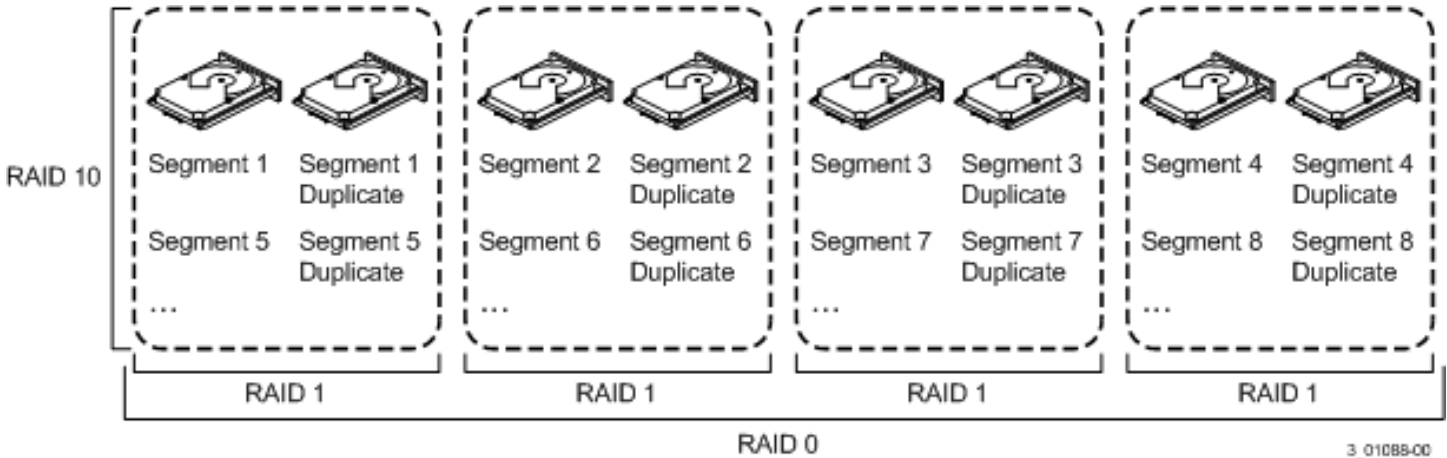 RAID 10
Segment 1
Segment 1
Duplicate
Segment 5
Segment 5
Duplicate
...
Segment 2
Segment 2
Duplicate
Segment 6
Segment 6
Duplicate
...
Segment 3
Segment 3
Duplicate
Segment 7
Segment 7
Duplicate
...
Segment 4
Segment 4
Duplicate
Segment 8
Segment 8
Duplicate
...
RAID 1
RAID 1
RAID 1
RAID 1
RAID 0
3_01088-00